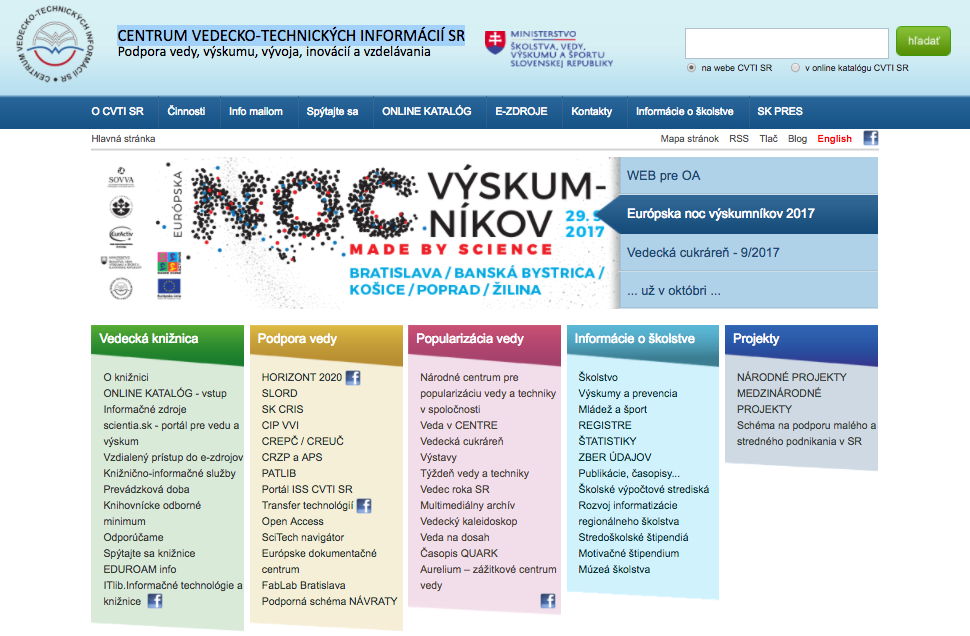 CENTRUM VEDECKO-TECHNICKÝCH INFORMÁCIÍ SR
CENTRUM VEDECKO-TECHNICKÝCH INFORMÁCIÍ SR
Podpora vedy, výskumu, vývoja, inovácií a vzdelávania
MINISTERSTVO
ŠKOLSTVA, VEDY,
VÝSKUMU A ŠPORTU
SLOVENSKEJ REPUBLIKY
hľadať
na webe CVTI SR
v online katalógu CVTI SR
O CVTI SR
Činnosti
Info mailom
Spýtajte sa
ONLINE KATALÓG
E-ZDROJE
Kontakty
Informácie o školstve
SK PRES
Hlavná stránka
Mapa stránok
RSS
Tlač
Blog
English
SOVVA
EurActiv
EURÓPSKA
NOC
VÝSKUM-
NÍKOV
29.9
2017
MADE BY SCIENCE
BRATISLAVA / BANSKÁ BYSTRICA /
KOŠICE / POPRAD / ŽILINA
WEB pre OA
Európska noc výskumníkov 2017
Vedecká cukráreň - 9/2017
... už v októbri ...
Vedecká knižnica
O knižnici
ONLINE KATALÓG - vstup
Informačné zdroje
scientia.sk - portál pre vedu a
výskum
Vzdialený prístup do e-zdrojov
Knižnično-informačné služby
Prevádzková doba
Knihovnícke odborné
minimum
Odporúčame
Spýtajte sa knižnice
EDUROAM info
ITlib.Informačné technológie a
knižnice
Podpora vedy
HORIZONT 2020
SLORD
SK CRIS
CIP VVI
CREPČ / CREUČ
CRZP a APS
PATLIB
Portál ISS CVTI SR
Transfer technológií
Open Access
SciTech navigátor
Európske dokumentačné
centrum
FabLab Bratislava
Podporná schéma NÁVRATY
Popularizácia vedy
Národné centrum pre
popularizáciu vedy a techniky
v spoločnosti
Veda v CENTRE
Vedecká cukráreň
Výstavy
Týždeň vedy a techniky
Vedec roka SR
Multimediálny archív
Vedecký kaleidoskop
Veda na dosah
Časopis QUARK
Aurelium – zážitkové centrum
vedy
Informácie o školstve
Školstvo
Výskumy a prevencia
Mládež a šport
REGISTRE
ŠTATISTIKY
ZBER ÚDAJOV
Publikácie, časopisy...
Školské výpočtové strediská
Rozvoj informatizácie
regionálneho školstva
Stredoškolské štipendiá
Motivačné štipendium
Múzeá školstva
Projekty
NÁRODNÉ PROJEKTY
MEDZINÁRODNÉ
PROJEKTY
Schéma na podporu malého a
stredného podnikania v SR